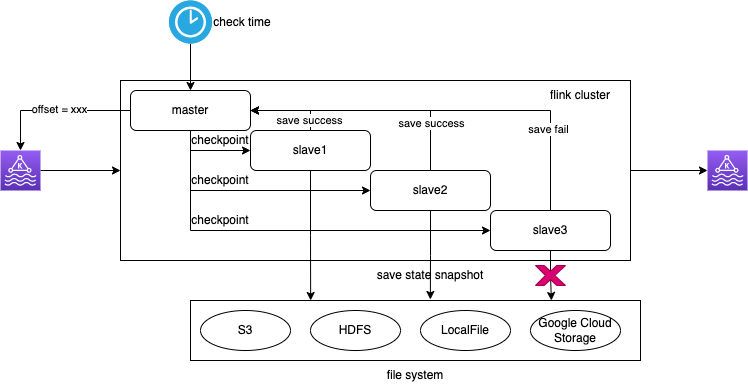 check time
flink cluster
master
offset = xxx
save success
save success
save fail
checkpoint
slave1
checkpoint
slave2
checkpoint
slave3
K
K
save state snapshot
S3
HDFS
LocalFile
Google Cloud
Storage
file system